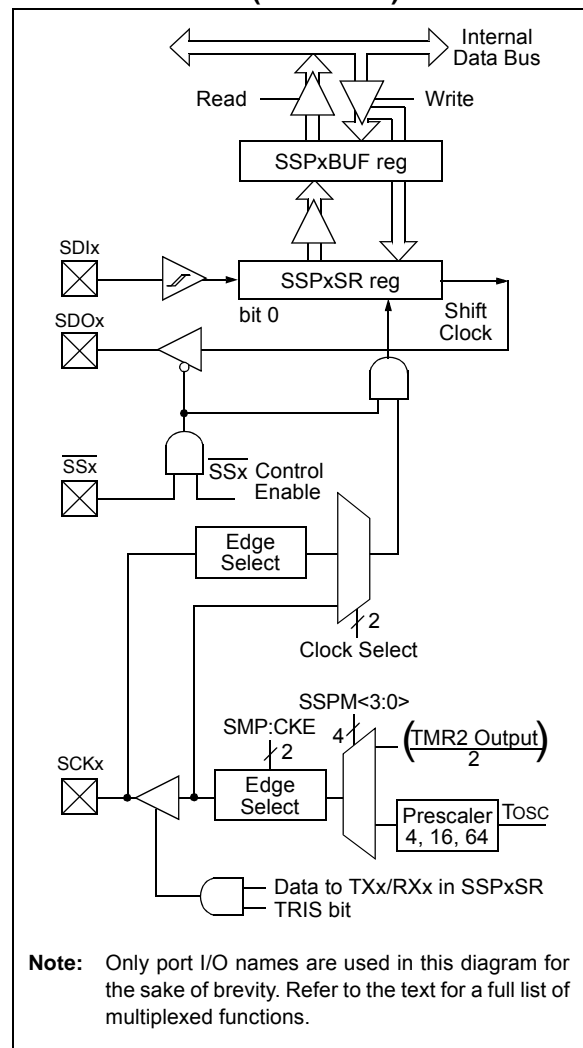 Internal
Data Bus
Read
Write
SSPxBUF reg
SDIx
SSPxSR reg
bit 0
Shift
Clock
SDOx
SSx
SSx Control
Enable
Edge
Select
2
Clock Select
SSPM<3:0>
SMP:CKE
4
2
(TMR2 Output)
2
SCKx
Edge
Select
Prescaler
4, 16, 64
TOSC
Data to TXx/RXx in SSPxSR
TRIS bit
Note: Only port I/O names are used in this diagram for
the sake of brevity. Refer to the text for a full list of
multiplexed functions.